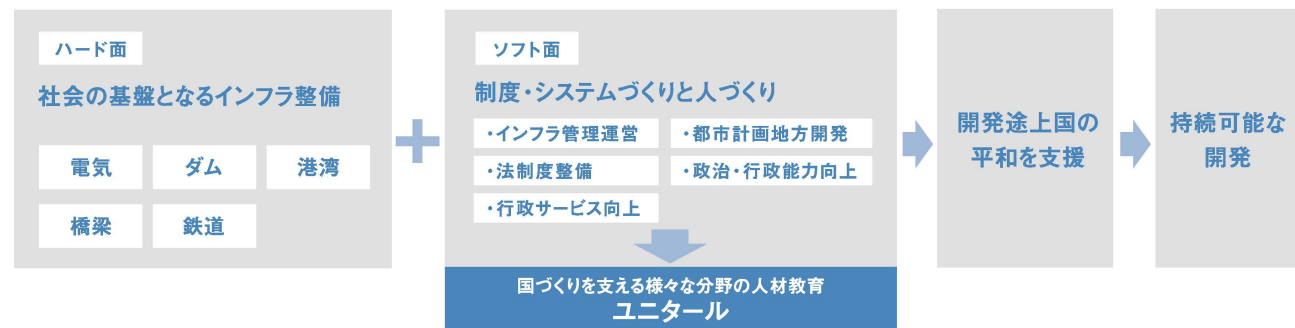 ハード面
社会の基盤となるインフラ整備
電気
ダム
港湾
橋梁
鉄道
ソフト面
制度・システムづくりと人づくり
・インフラ管理運営
・都市計画地方開発
・法制度整備
・政治・行政能力向上
・行政サービス向上
国づくりを支える様々な分野の人材教育
ユニタール
開発途上国の
平和を支援
持続可能な
開発